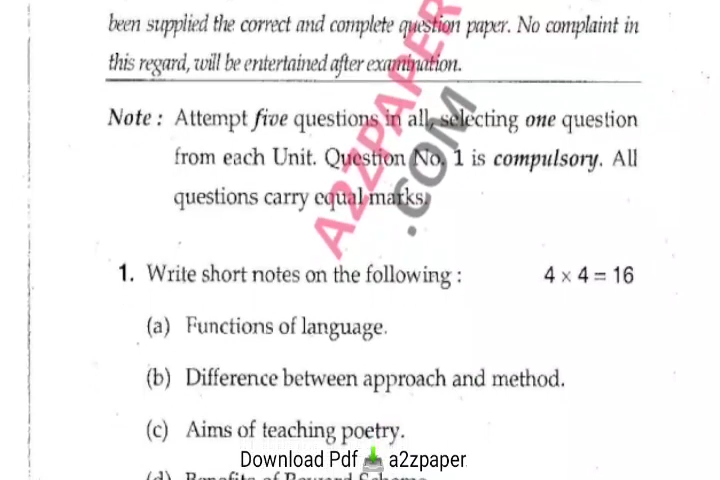 been supplied the correct and complete question paper. No complaint in
this regard, will be entertained after examination.
Note : Attempt five questions in all, selecting one question
from each Unit. Question No. 1 is compulsory. All
questions carry equal marks.
A2ZPAPER
.COM
1. Write short notes on the following : 4 × 4 = 16
(a) Functions of language.
(b) Difference between approach and method.
(c) Aims of teaching poetry.
Download Pdf a2zpaper
(d) Benefits of